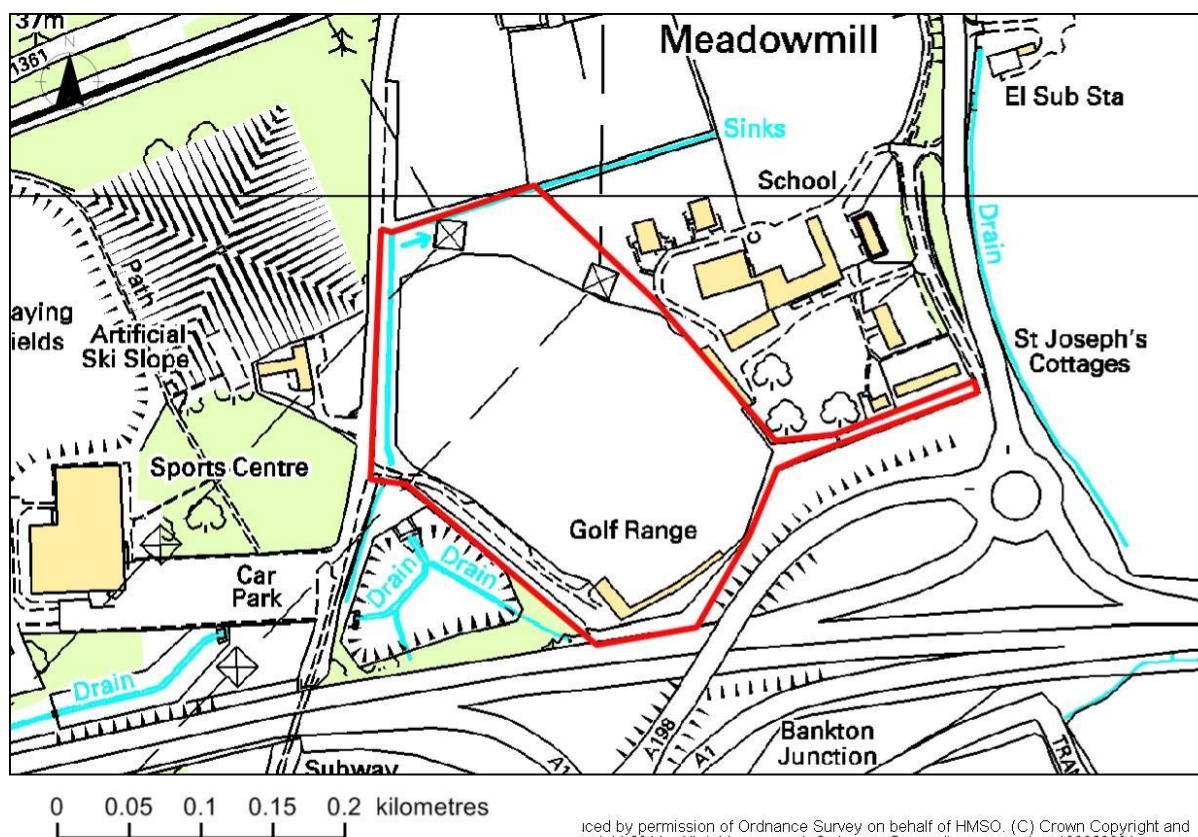 37m
1361
N
Meadowmill
El Sub Sta
Sinks
School
Drain
Path
aying
ields
Artificial
Ski Slope
St Joseph's
Cottages
Sports Centre
Golf Range
Car
Park
Drain
Drain
Drain
Bankton
Junction
A198
A1
A1
TRAN
Subway
0 0.05 0.1 0.15 0.2 kilometres
iced by permission of Ordnance Survey on behalf of HMSO. (C) Crown Copyright and